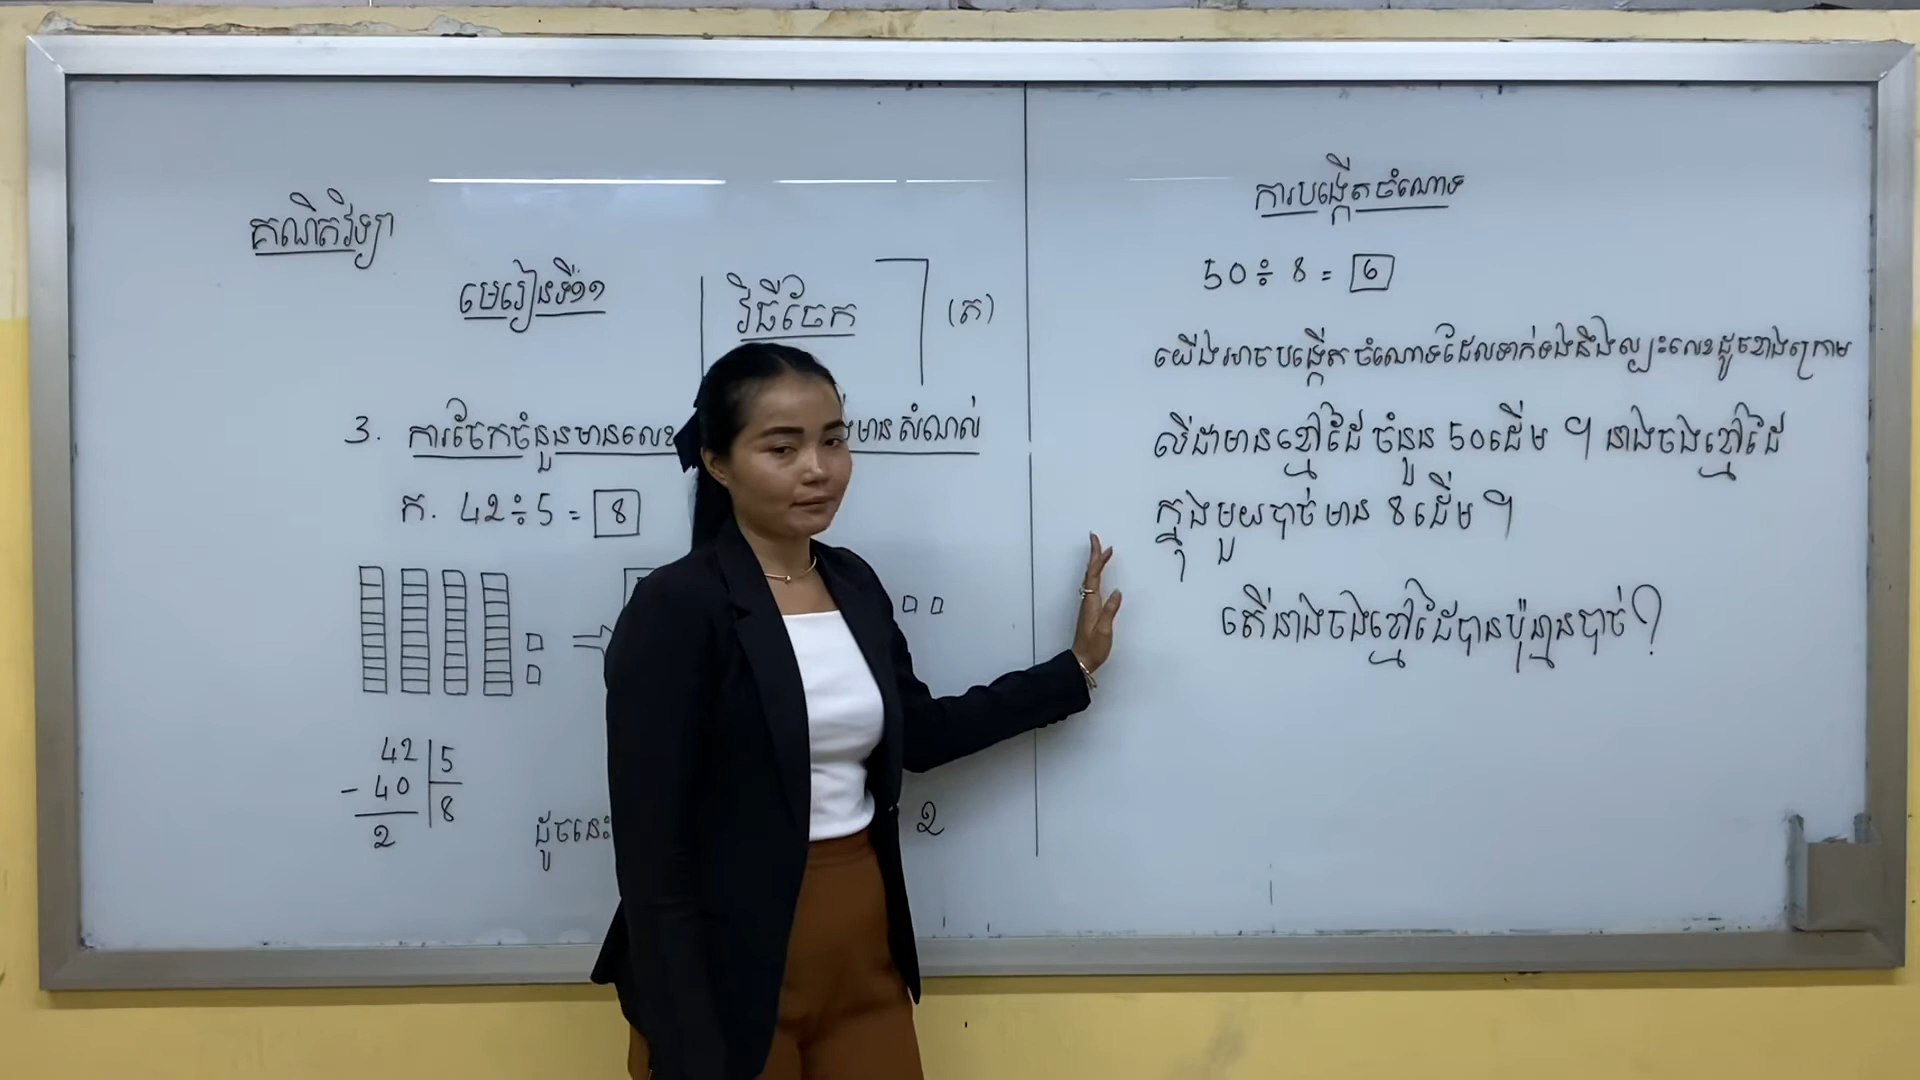 គណិតវិទ្យា
មេរៀនទី១១
វិធីចែក
(ត)
3. ការចែកចំនួនមានលេខ
មានសំណល់
ក. 42 ÷ 5 = 8
42 5
- 40 8
2
ដូចនេះ
2
ការបង្កើតចំណោទ
50 ÷ 8 = 6
យើងអាចបង្កើតចំណោទដែលទាក់ទងនឹងល្បះលេខដូចខាងក្រោម
លីដាមានខ្មៅដៃ ចំនួន 50ដើម ។ នាងចងខ្មៅដៃ
ក្នុងមួយបាច់មាន 8ដើម ។
តើនាងចងខ្មៅដៃបានប៉ុន្មានបាច់ ?